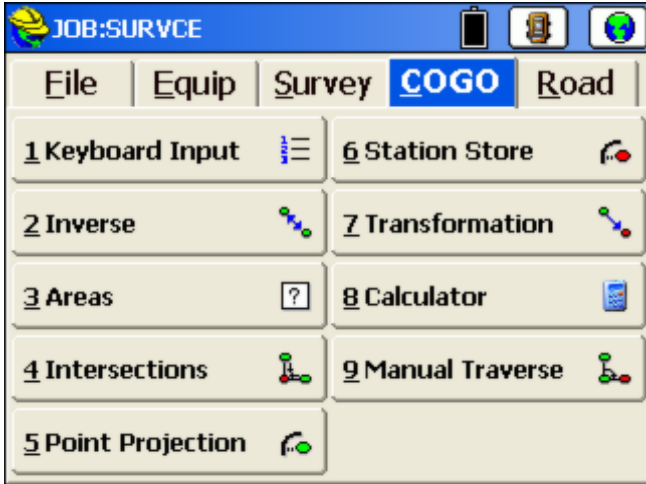 JOB:SURVCE
File Equip Survey COGO Road
1 Keyboard Input
6 Station Store
2 Inverse
7 Transformation
3 Areas
?
8 Calculator
4 Intersections
9 Manual Traverse
5 Point Projection